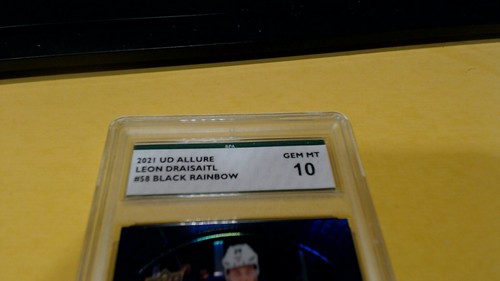 2021 UD ALLURE
LEON DRAISAITL
#58 BLACK RAINBOW
GEM MT
10